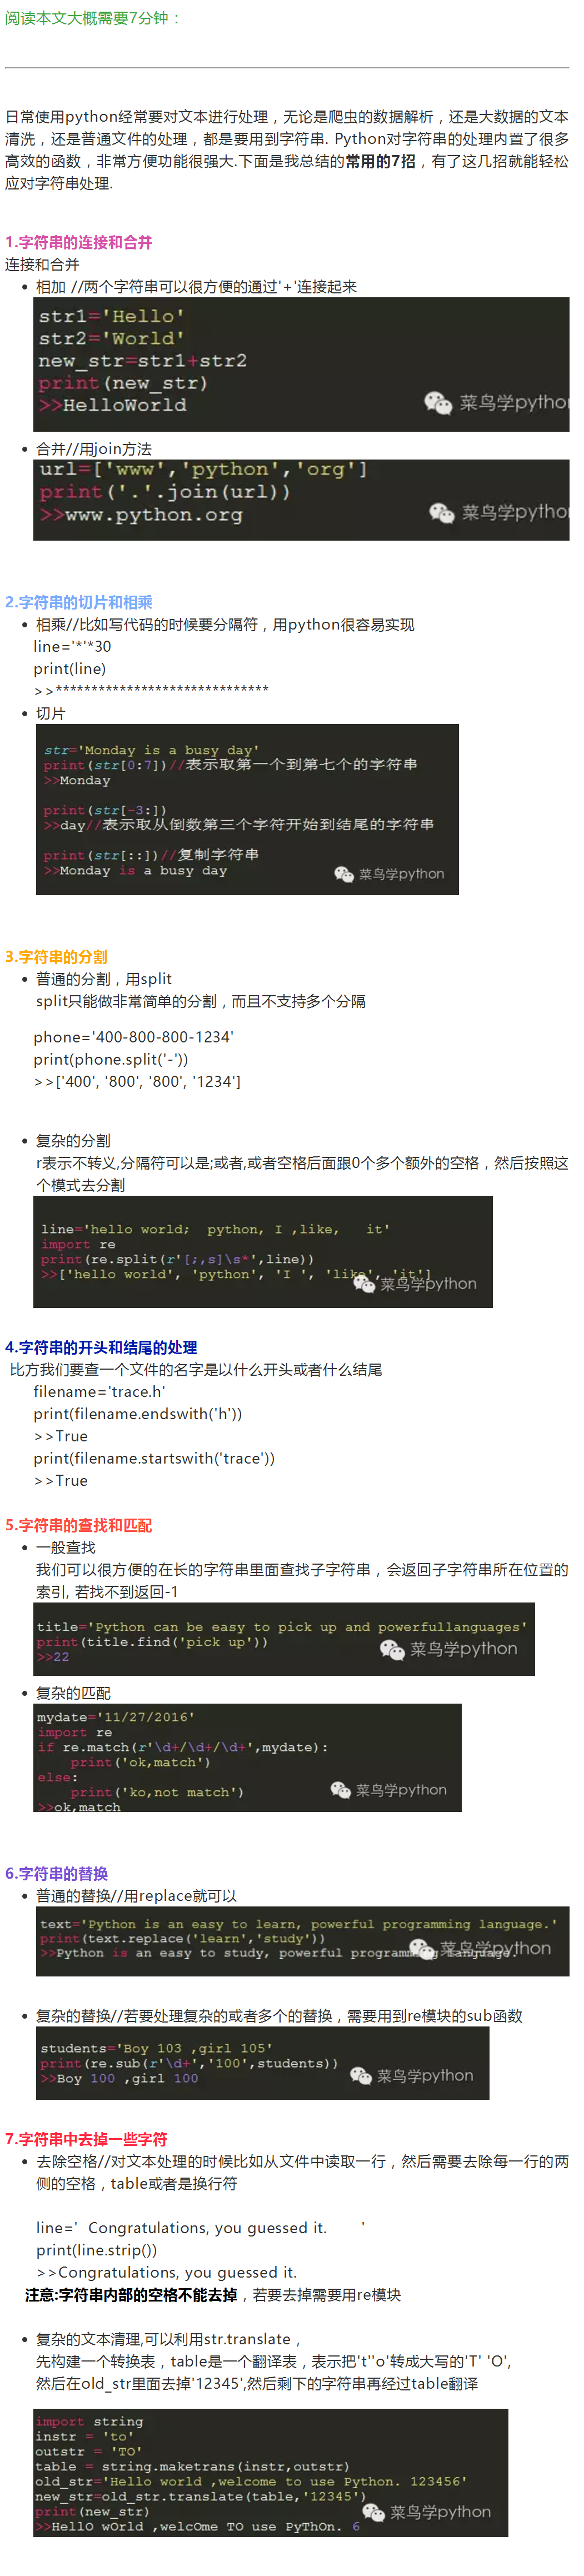 阅读本文大概需要7分钟：
日常使用python经常要对文本进行处理，无论是爬虫的数据解析，还是大数据的文本
清洗，还是普通文件的处理，都是要用到字符串. Python对字符串的处理内置了很多
高效的函数，非常方便功能很强大.下面是我总结的常用的7招，有了这几招就能轻松
应对字符串处理.
1.字符串的连接和合并
连接和合并
相加 //两个字符串可以很方便的通过'+'连接起来
str1='Hello'
str2='World'
new_str=str1+str2
print(new_str)
>>HelloWorld
菜鸟学python
合并//用join方法
url=['www','python','org']
print('.'.join(url))
>>www.python.org
菜鸟学python
2.字符串的切片和相乘
相乘//比如写代码的时候要分隔符，用python很容易实现
line='*'*30
print(line)
>>******************************
切片
str='Monday is a busy day'
print(str[0:7])//表示取第一个到第七个的字符串
>>Monday
print(str[-3:])
>>day//表示取从倒数第三个字符开始到结尾的字符串
print(str[::])//复制字符串
>>Monday is a busy day
菜鸟学python
3.字符串的分割
普通的分割，用split
split只能做非常简单的分割，而且不支持多个分隔
phone='400-800-800-1234'
print(phone.split('-'))
>>['400', '800', '800', '1234']
复杂的分割
r表示不转义,分隔符可以是;或者,或者空格后面跟0个多个额外的空格，然后按照这
个模式去分割
line='hello world;  python, I ,like,   it'
import re
print(re.split(r'[;,s]\s*',line))
>>['hello world', 'python', 'I ', 'like', 'it']
菜鸟学python
4.字符串的开头和结尾的处理
比方我们要查一个文件的名字是以什么开头或者什么结尾
filename='trace.h'
print(filename.endswith('h'))
>>True
print(filename.startswith('trace'))
>>True
5.字符串的查找和匹配
一般查找
我们可以很方便的在长的字符串里面查找子字符串，会返回子字符串所在位置的
索引, 若找不到返回-1
title='Python can be easy to pick up and powerfullanguages'
print(title.find('pick up'))
>>22
菜鸟学python
复杂的匹配
mydate='11/27/2016'
import re
if re.match(r'\d+/\d+/\d+',mydate):
    print('ok,match')
else:
    print('ko,not match')
>>ok,match
菜鸟学python
6.字符串的替换
普通的替换//用replace就可以
text='Python is an easy to learn, powerful programming language.'
print(text.replace('learn','study'))
>>Python is an easy to study, powerful programming language.
菜鸟学python
复杂的替换//若要处理复杂的或者多个的替换，需要用到re模块的sub函数
students='Boy 103 ,girl 105'
print(re.sub(r'\d+','100',students))
>>Boy 100 ,girl 100
菜鸟学python
7.字符串中去掉一些字符
去除空格//对文本处理的时候比如从文件中读取一行，然后需要去除每一行的两
侧的空格，table或者是换行符
line='  Congratulations, you guessed it.      '
print(line.strip())
>>Congratulations, you guessed it.
注意:字符串内部的空格不能去掉，若要去掉需要用re模块
复杂的文本清理,可以利用str.translate，
先构建一个转换表，table是一个翻译表，表示把't''o'转成大写的'T' 'O',
然后在old_str里面去掉'12345',然后剩下的字符串再经过table翻译
import string
instr = 'to'
outstr = 'TO'
table = string.maketrans(instr,outstr)
old_str='Hello world ,welcome to use Python. 123456'
new_str=old_str.translate(table,'12345')
print(new_str)
>>HellO wOrld ,welcOme TO use PyThOn. 6
菜鸟学python